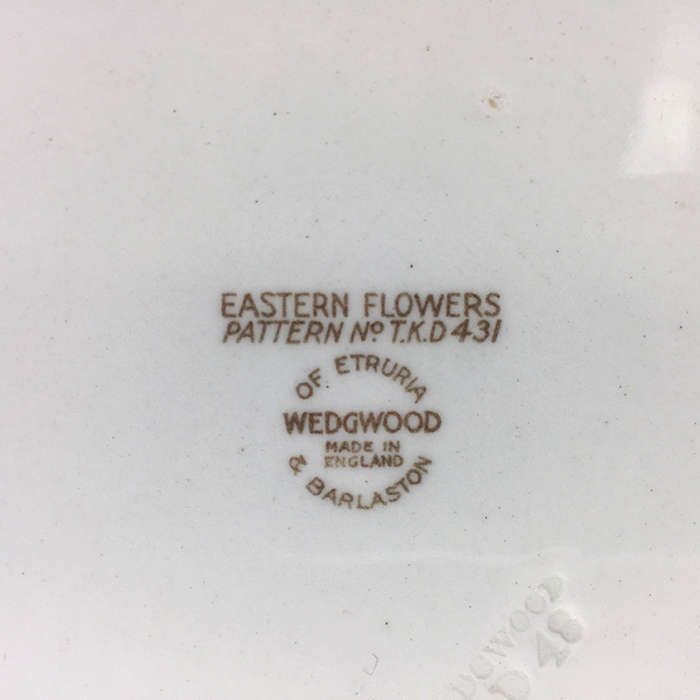 EASTERN FLOWERS
PATTERN No T.K.D 431
OF ETRURIA
WEDGWOOD
MADE IN
ENGLAND
& BARLASTON